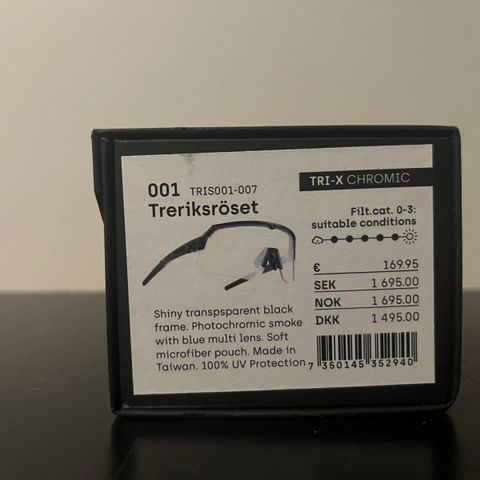 001 TRIS001-007
Treriksröset
TRI-X CHROMIC
Filt.cat. 0-3:
suitable conditions
€ 169.95
SEK 1 695.00
NOK 1 695.00
DKK 1 495.00
Shiny transpsparent black
frame. Photochromic smoke
with blue multi lens. Soft
microfiber pouch. Made in
Taiwan. 100% UV Protection
7 350145 352940